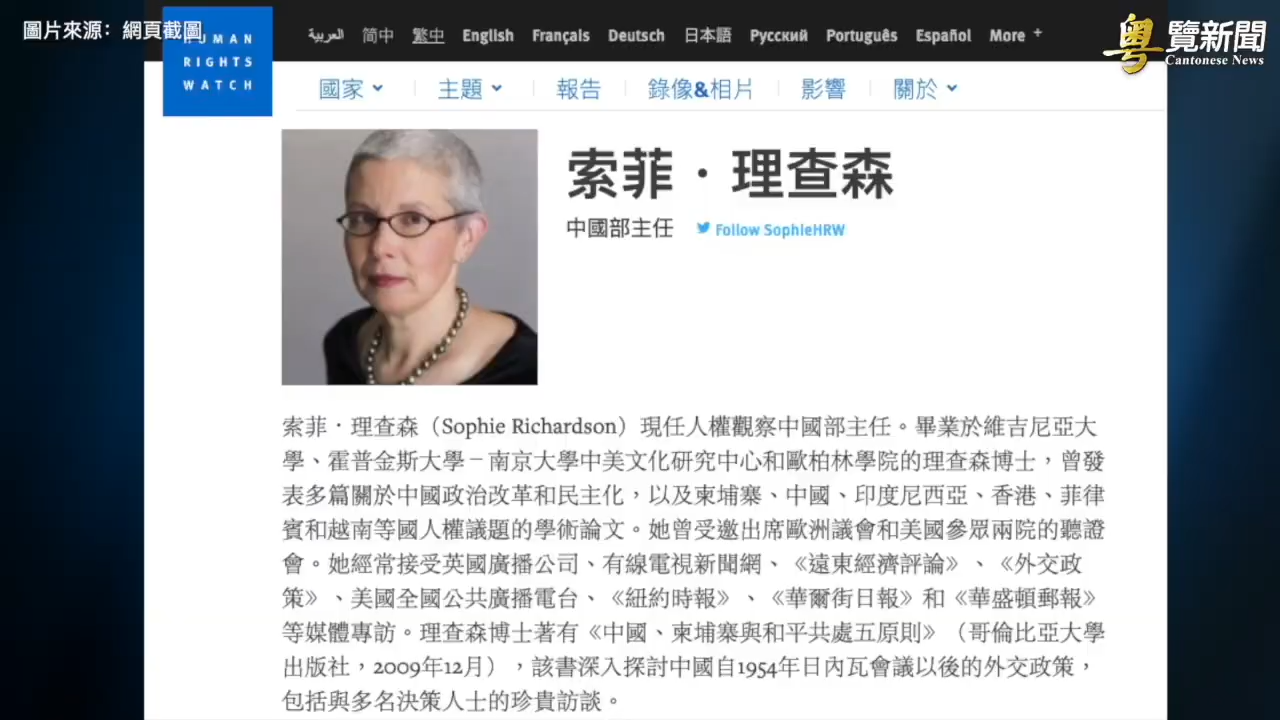 圖片來源：網頁截圖
HUMAN
RIGHTS
WATCH
العربية 简中 繁中 English Français Deutsch 日本語 Русский Português Español More +
粵覽新聞
Cantonese News
國家 主題 報告 錄像&相片 影響 關於
索菲·理查森
中國部主任 Follow SophieHRW
索菲·理查森（Sophie Richardson）現任人權觀察中國部主任。畢業於維吉尼亞大
學、霍普金斯大學－南京大學中美文化研究中心和歐柏林學院的理查森博士，曾發
表多篇關於中國政治改革和民主化，以及柬埔寨、中國、印度尼西亞、香港、菲律
賓和越南等國人權議題的學術論文。她曾受邀出席歐洲議會和美國參眾兩院的聽證
會。她經常接受英國廣播公司、有線電視新聞網、《遠東經濟評論》、《外交政
策》、美國全國公共廣播電台、《紐約時報》、《華爾街日報》和《華盛頓郵報》
等媒體專訪。理查森博士著有《中國、柬埔寨與和平共處五原則》（哥倫比亞大學
出版社，2009年12月），該書深入探討中國自1954年日內瓦會議以後的外交政策，
包括與多名決策人士的珍貴訪談。